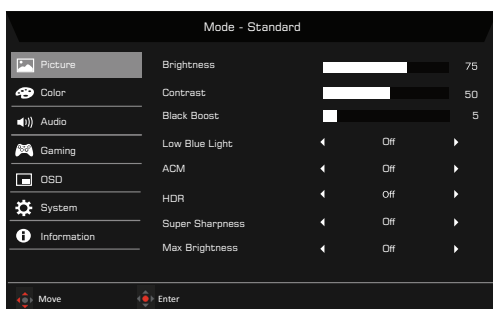 Mode - Standard
Picture
Brightness 75
Color
Contrast 50
Audio
Black Boost 5
Gaming
Low Blue Light Off
OSD
ACM Off
System
HDR Off
Information
Super Sharpness Off
Max Brightness Off
Move Enter